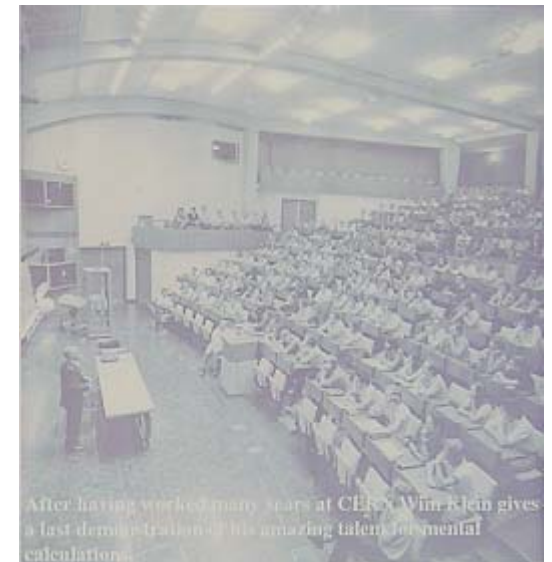 After having worked many years at CERN Wim Klein gives
a last demonstration of his amazing talent for mental
calculations.